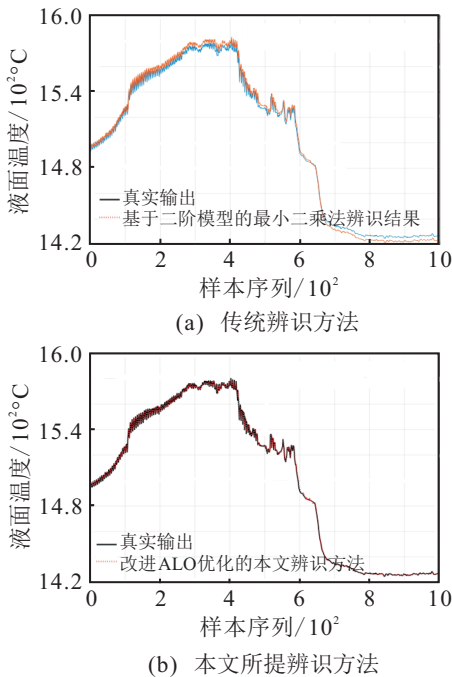 16.0
15.4
14.8
14.2
液面温度/10²°C
真实输出
基于二阶模型的最小二乘法辨识结果
0 2 4 6 8 10
样本序列/10²
(a) 传统辨识方法
16.0
15.4
14.8
14.2
液面温度/10²°C
真实输出
改进ALO优化的本文辨识方法
0 2 4 6 8 10
样本序列/10²
(b) 本文所提辨识方法